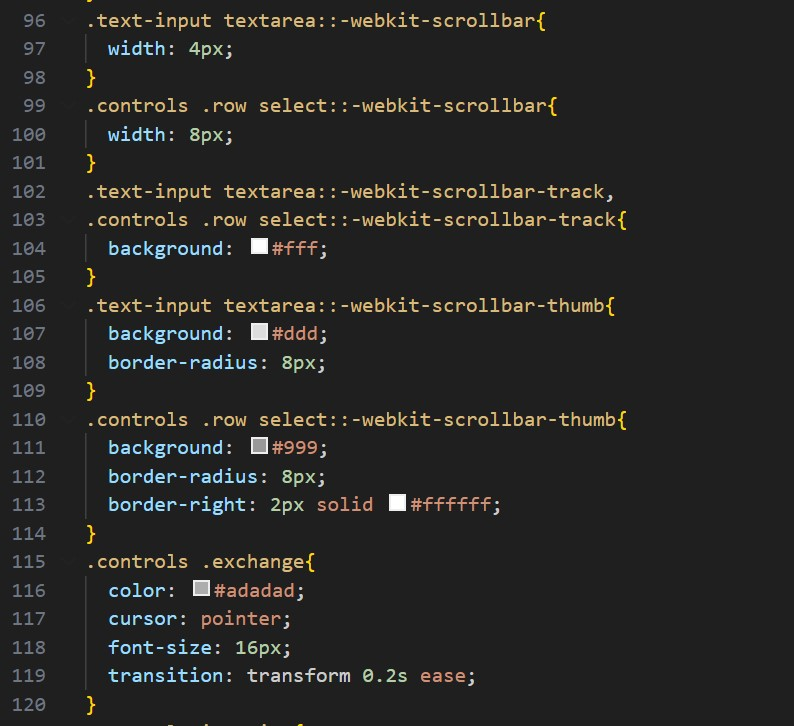 96 .text-input textarea::-webkit-scrollbar{
97 width: 4px;
98 }
99 .controls .row select::-webkit-scrollbar{
100 width: 8px;
101 }
102 .text-input textarea::-webkit-scrollbar-track,
103 .controls .row select::-webkit-scrollbar-track{
104 background: #fff;
105 }
106 .text-input textarea::-webkit-scrollbar-thumb{
107 background: #ddd;
108 border-radius: 8px;
109 }
110 .controls .row select::-webkit-scrollbar-thumb{
111 background: #999;
112 border-radius: 8px;
113 border-right: 2px solid #ffffff;
114 }
115 .controls .exchange{
116 color: #adadad;
117 cursor: pointer;
118 font-size: 16px;
119 transition: transform 0.2s ease;
120 }